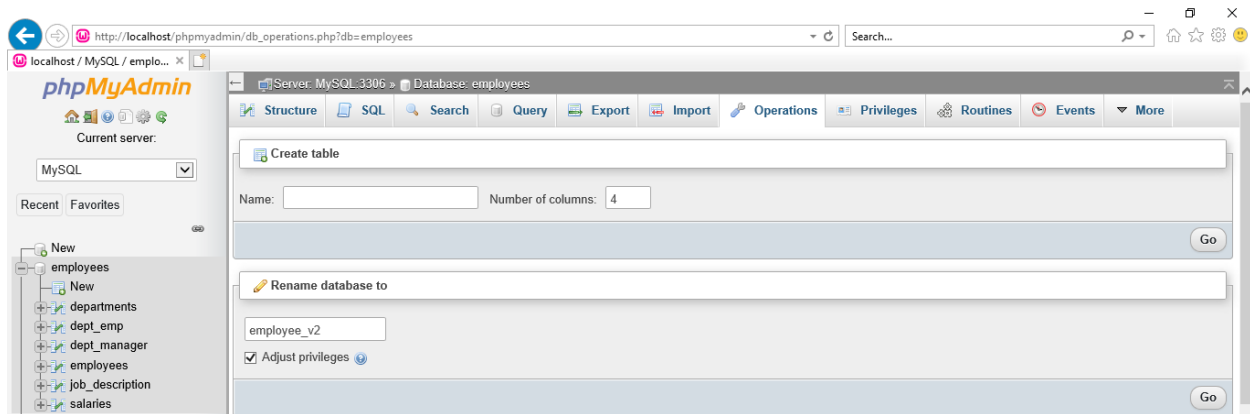 http://localhost/phpmyadmin/db_operations.php?db=employees
Search...
localhost / MySQL / emplo...
phpMyAdmin
Current server:
MySQL
Recent Favorites
New
employees
New
departments
dept_emp
dept_manager
employees
job_description
salaries
Server: MySQL:3306 » Database: employees
Structure SQL Search Query Export Import Operations Privileges Routines Events More
Create table
Name: Number of columns: 4
Go
Rename database to
employee_v2
Adjust privileges
Go